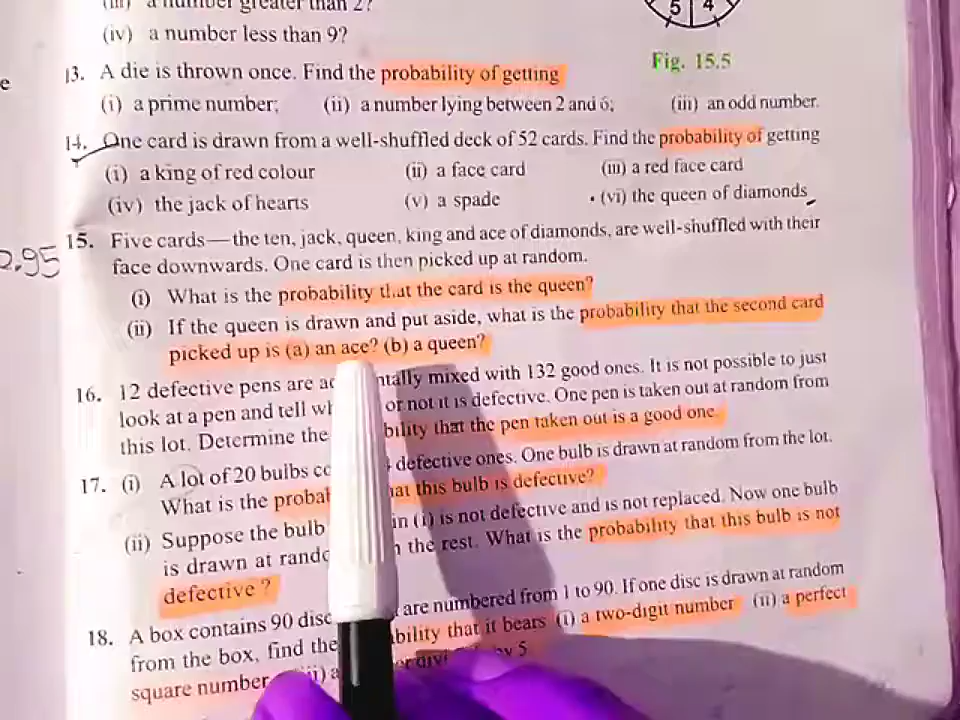 a number greater than 2?
(iv) a number less than 9?
5 4
Fig. 15.5
e
13. A die is thrown once. Find the probability of getting
(i) a prime number; (ii) a number lying between 2 and 6; (iii) an odd number.
14. One card is drawn from a well-shuffled deck of 52 cards. Find the probability of getting
(i) a king of red colour (ii) a face card (iii) a red face card
(iv) the jack of hearts (v) a spade (vi) the queen of diamonds
2.95
15. Five cards—the ten, jack, queen, king and ace of diamonds, are well-shuffled with their
face downwards. One card is then picked up at random.
(i) What is the probability that the card is the queen?
(ii) If the queen is drawn and put aside, what is the probability that the second card
picked up is (a) an ace? (b) a queen?
16. 12 defective pens are ac ntally mixed with 132 good ones. It is not possible to just
look at a pen and tell wh or not it is defective. One pen is taken out at random from
this lot. Determine the bility that the pen taken out is a good one.
17. (i) A lot of 20 bulbs co defective ones. One bulb is drawn at random from the lot.
What is the probab at this bulb is defective?
(ii) Suppose the bulb in (i) is not defective and is not replaced. Now one bulb
is drawn at rando the rest. What is the probability that this bulb is not
defective ?
18. A box contains 90 disc are numbered from 1 to 90. If one disc is drawn at random
from the box, find the bability that it bears (i) a two-digit number (ii) a perfect
square number a by 5